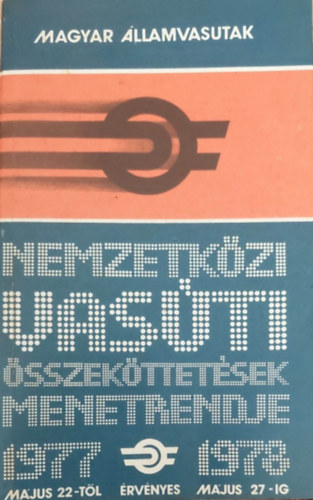 MAGYAR ÁLLAMVASUTAK
NEMZETKÖZI
VASÚTI
ÖSSZEKÖTTETÉSEK
MENETRENDJE
1977 1978
MÁJUS 22-TŐL ÉRVÉNYES MÁJUS 27-IG